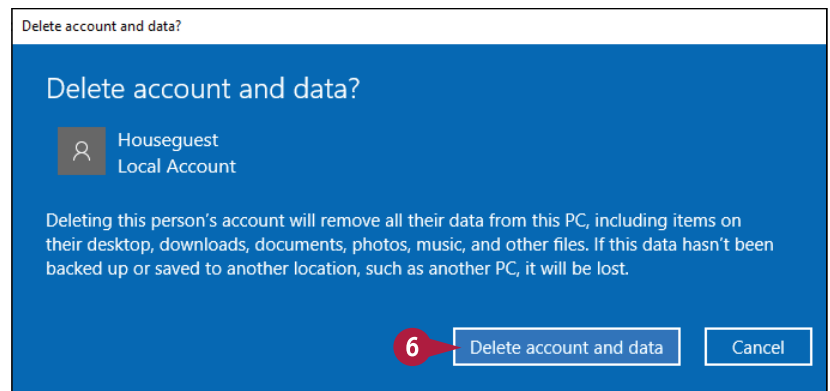 Delete account and data?
Delete account and data?
Houseguest
Local Account
Deleting this person’s account will remove all their data from this PC, including items on
their desktop, downloads, documents, photos, music, and other files. If this data hasn’t been
backed up or saved to another location, such as another PC, it will be lost.
6 Delete account and data Cancel